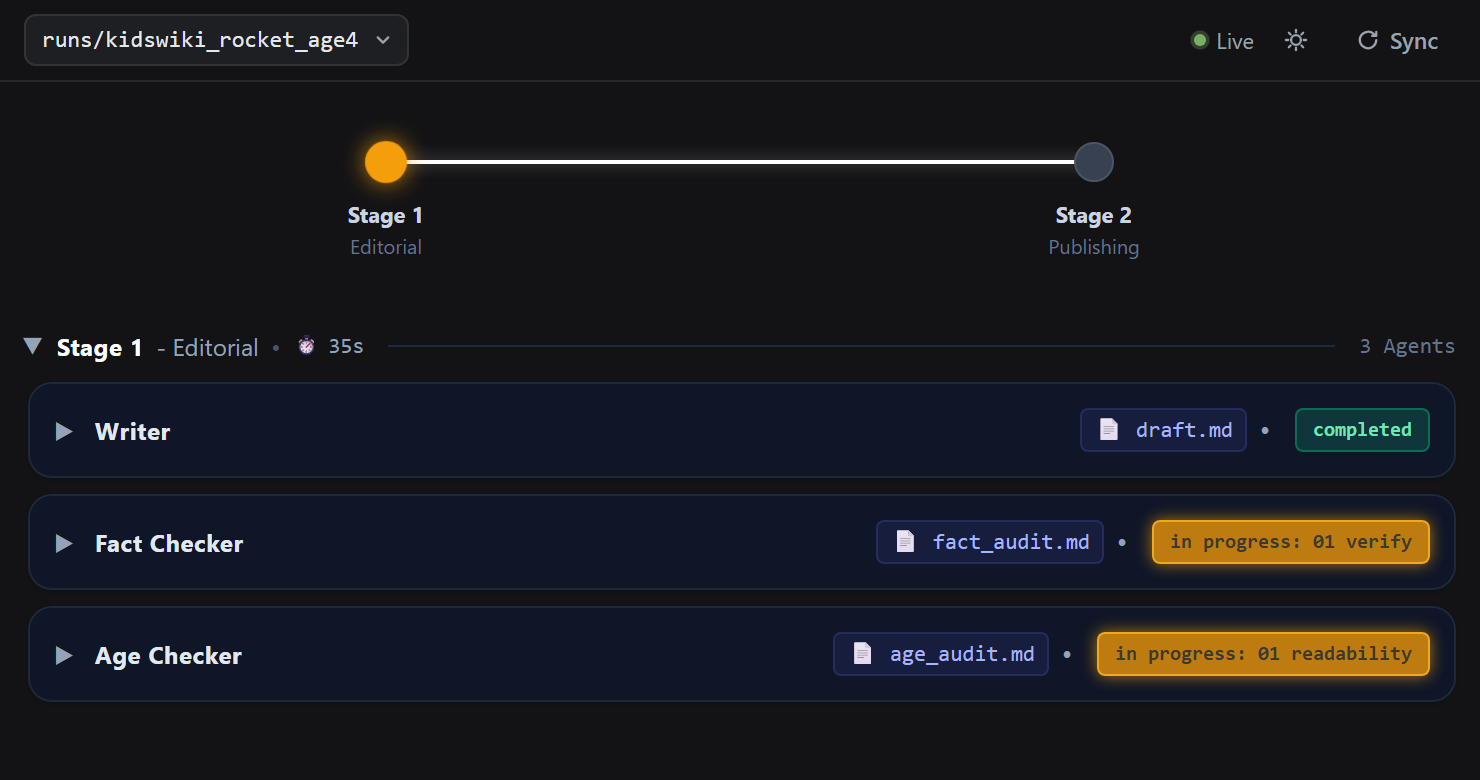 runs/kidswiki_rocket_age4
Live
Sync
Stage 1
Editorial
Stage 2
Publishing
Stage 1 - Editorial • 35s
3 Agents
Writer
draft.md •
completed
Fact Checker
fact_audit.md •
in progress: 01 verify
Age Checker
age_audit.md •
in progress: 01 readability